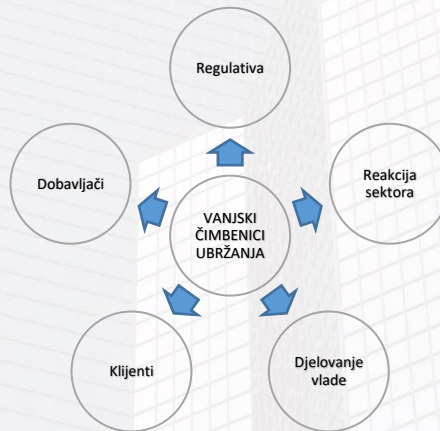 Regulativa
Dobavljači
Reakcija
sektora
VANJSKI
ČIMBENICI
UBRŽANJA
Klijenti
Djelovanje
vlade